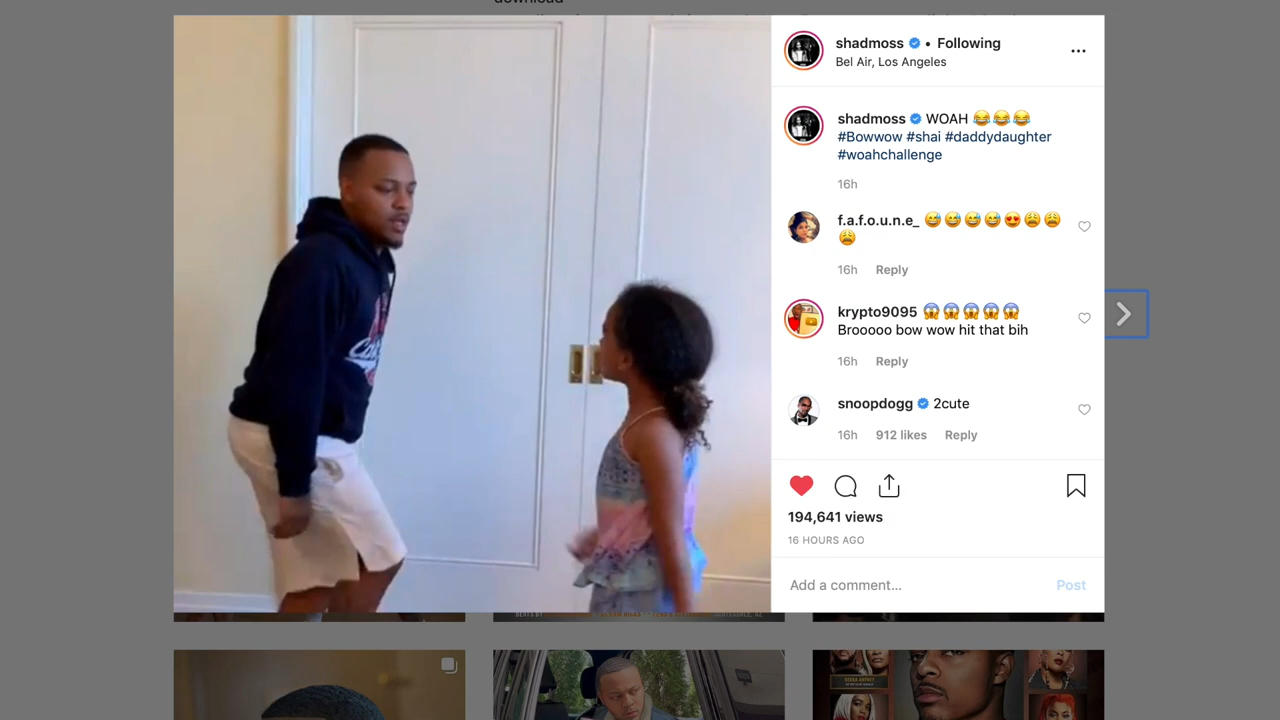 download
shadmoss • Following
Bel Air, Los Angeles
shadmoss WOAH 😂😂😂
#Bowwow #shai #daddydaughter
#woahchallenge
16h
f.a.f.o.u.n.e_ 😅😅😅😅😍😩😩
😩
16h Reply
krypto9095 😱😱😱😱😱
Brooooo bow wow hit that bih
16h Reply
snoopdogg 2cute
16h 912 likes Reply
194,641 views
16 HOURS AGO
Add a comment... Post